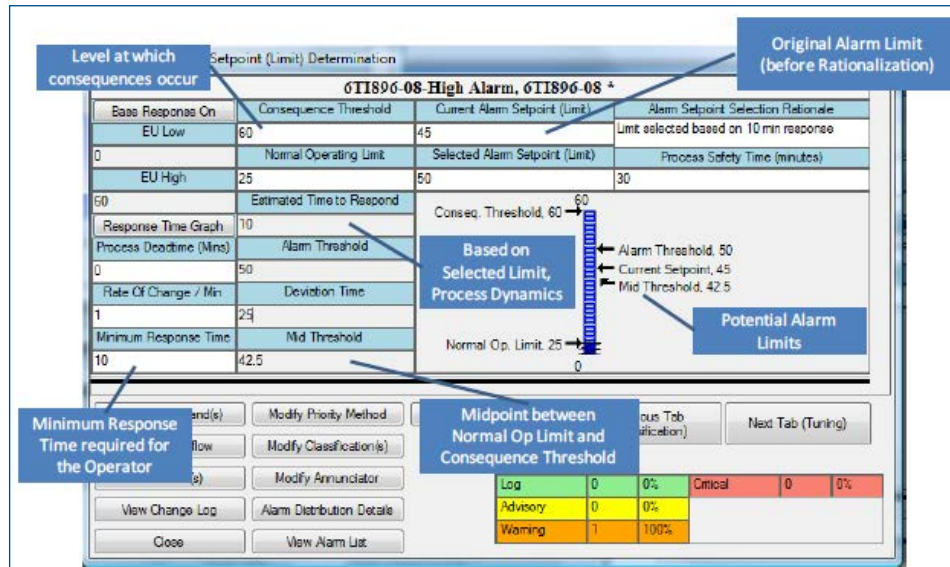 Level at which
consequences occur
Setpoint (Limit) Determination
Original Alarm Limit
(before Rationalization)
6TI896-08-High Alarm, 6TI896-08 *
Base Response On
Consequence Threshold
Current Alarm Setpoint (Limit)
Alarm Setpoint Selection Rationale
EU Low
60
45
Limit selected based on 10 min response
0
Normal Operating Limit
Selected Alarm Setpoint (Limit)
Process Safety Time (minutes)
EU High
25
50
30
60
Estimated Time to Respond
Response Time Graph
10
Process Deadtime (Mins)
Alarm Threshold
0
50
Rate Of Change / Min
Deviation Time
1
25
Minimum Response Time
Mid Threshold
10
42.5
60
Conseq. Threshold, 60
Alarm Threshold, 50
Current Setpoint, 45
Mid Threshold, 42.5
Normal Op. Limit, 25
0
Based on
Selected Limit,
Process Dynamics
Potential Alarm
Limits
Minimum Response
Time required for
the Operator
Midpoint between
Normal Op Limit and
Consequence Threshold
Modify Priority Method
Next Tab (Tuning)
Modify Classification(s)
Modify Annunciator
View Change Log
Alarm Distribution Details
Close
View Alarm List
Log 0 0% Critical 0 0%
Advisory 0 0%
Warning 1 100%